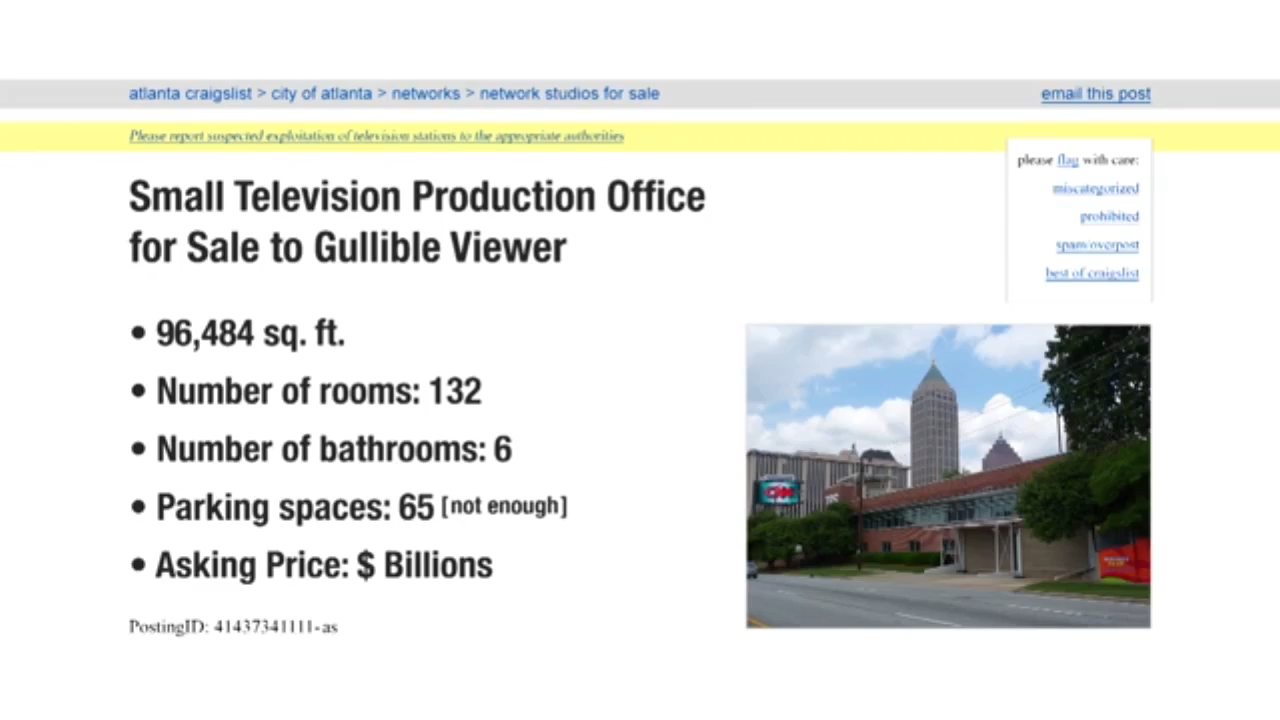 atlanta craigslist > city of atlanta > networks > network studios for sale
email this post
Please report suspected exploitation of television stations to the appropriate authorities
please flag with care:
miscategorized
prohibited
spam/overpost
best of craigslist
Small Television Production Office
for Sale to Gullible Viewer
• 96,484 sq. ft.
• Number of rooms: 132
• Number of bathrooms: 6
• Parking spaces: 65 [not enough]
• Asking Price: $ Billions
CNN
PostingID: 41437341111-as